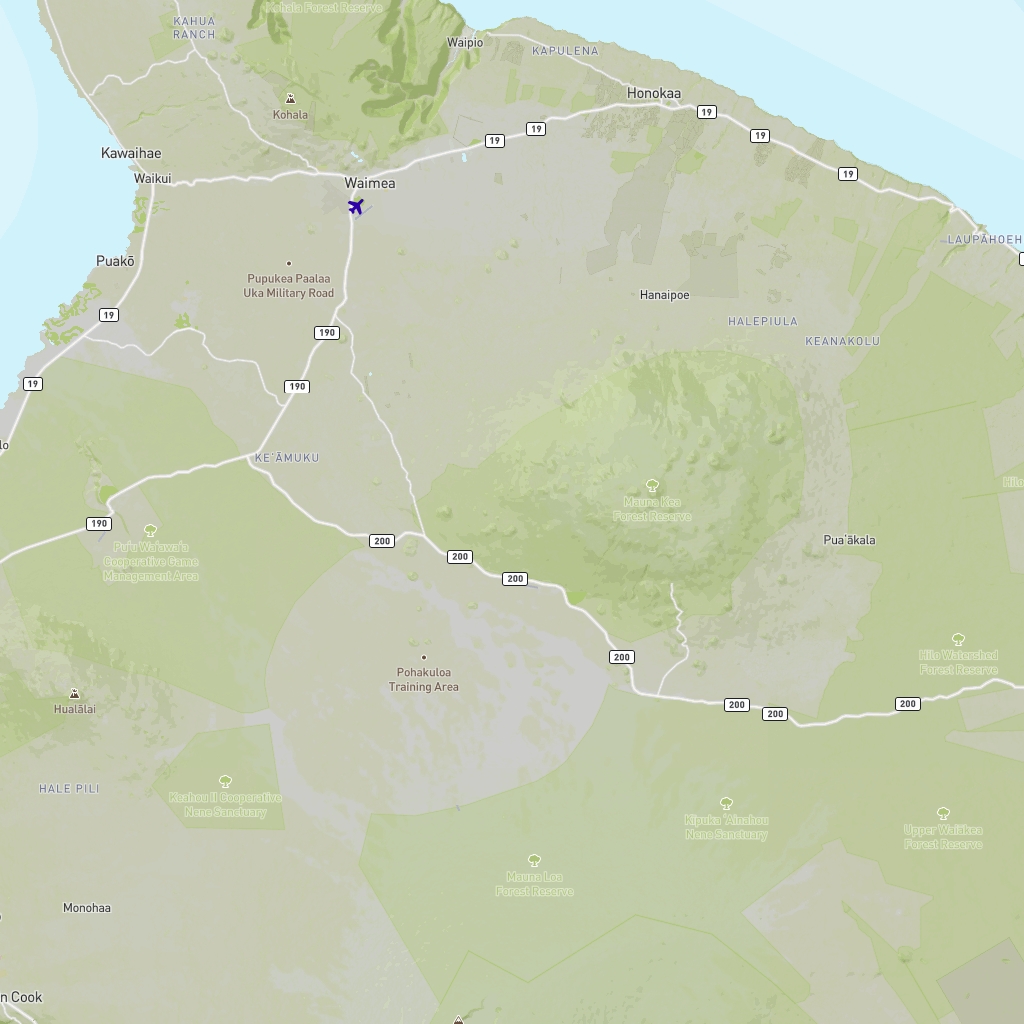 Kohala Forest Reserve
KAHUA
RANCH
Waipio
KAPULENA
Kohala
Honokaa
19
19
19
19
19
Kawaihae
Waikui
Waimea
LAUPĀHOEH
Puakō
Pupukea Paalaa
Uka Military Road
Hanaipoe
19
HALEPIULA
190
KEANAKOLU
19
190
lo
KEʻĀMUKU
Hilo
Mauna Kea
Forest Reserve
190
200
Puʻu Waʻawaʻa
Cooperative Game
Management Area
Puaʻākala
200
200
Hilo Watershed
Forest Reserve
200
Pohakuloa
Training Area
Hualālai
200
200
200
HALE PILI
Keahou II Cooperative
Nene Sanctuary
Kipuka ʻAinahou
Nene Sanctuary
Upper Waiākea
Forest Reserve
Mauna Loa
Forest Reserve
Monohaa
n Cook